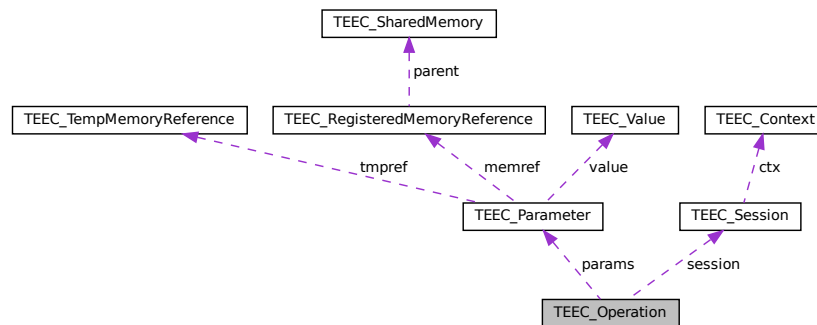 TEEC_SharedMemory
parent
TEEC_TempMemoryReference
TEEC_RegisteredMemoryReference
TEEC_Value
TEEC_Context
tmpref
memref
value
ctx
TEEC_Parameter
TEEC_Session
params
session
TEEC_Operation